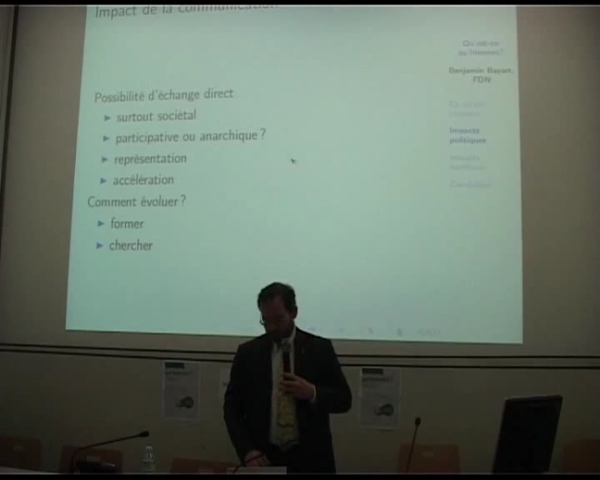 Impact de la communication
Possibilité d'échange direct
▶ surtout sociétal
▶ participative ou anarchique ?
▶ représentation
▶ accélération
Comment évoluer ?
▶ former
▶ chercher
Benjamin Bayart,
FDN
Impacts
politiques